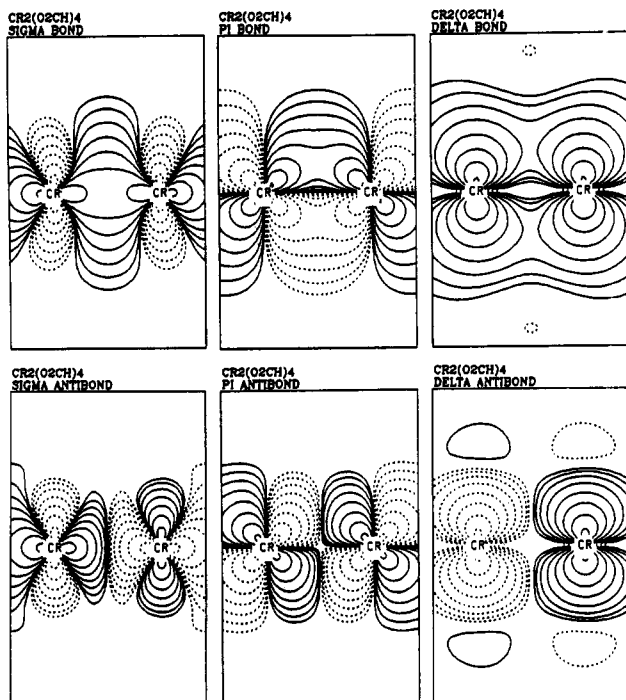 CR2(O2CH)4
SIGMA BOND
CR2(O2CH)4
PI BOND
CR2(O2CH)4
DELTA BOND
CR CR
CR CR
CR CR
CR2(O2CH)4
SIGMA ANTIBOND
CR2(O2CH)4
PI ANTIBOND
CR2(O2CH)4
DELTA ANTIBOND
CR CR
CR CR
CR CR